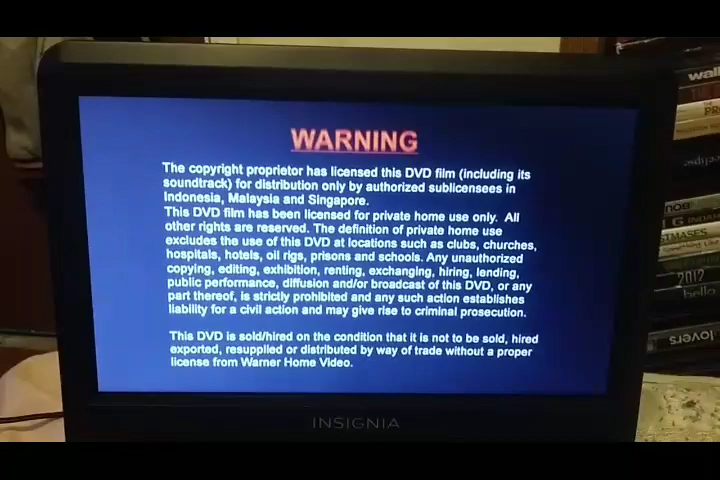 WARNING
The copyright proprietor has licensed this DVD film (including its
soundtrack) for distribution only by authorized sublicensees in
Indonesia, Malaysia and Singapore.
This DVD film has been licensed for private home use only. All
other rights are reserved. The definition of private home use
excludes the use of this DVD at locations such as clubs, churches,
hospitals, hotels, oil rigs, prisons and schools. Any unauthorized
copying, editing, exhibition, renting, exchanging, hiring, lending,
public performance, diffusion and/or broadcast of this DVD, or any
part thereof, is strictly prohibited and any such action establishes
liability for a civil action and may give rise to criminal prosecution.
This DVD is sold/hired on the condition that it is not to be sold, hired
exported, resupplied or distributed by way of trade without a proper
license from Warner Home Video.
INSIGNIA
wall
2012
hello
lovers